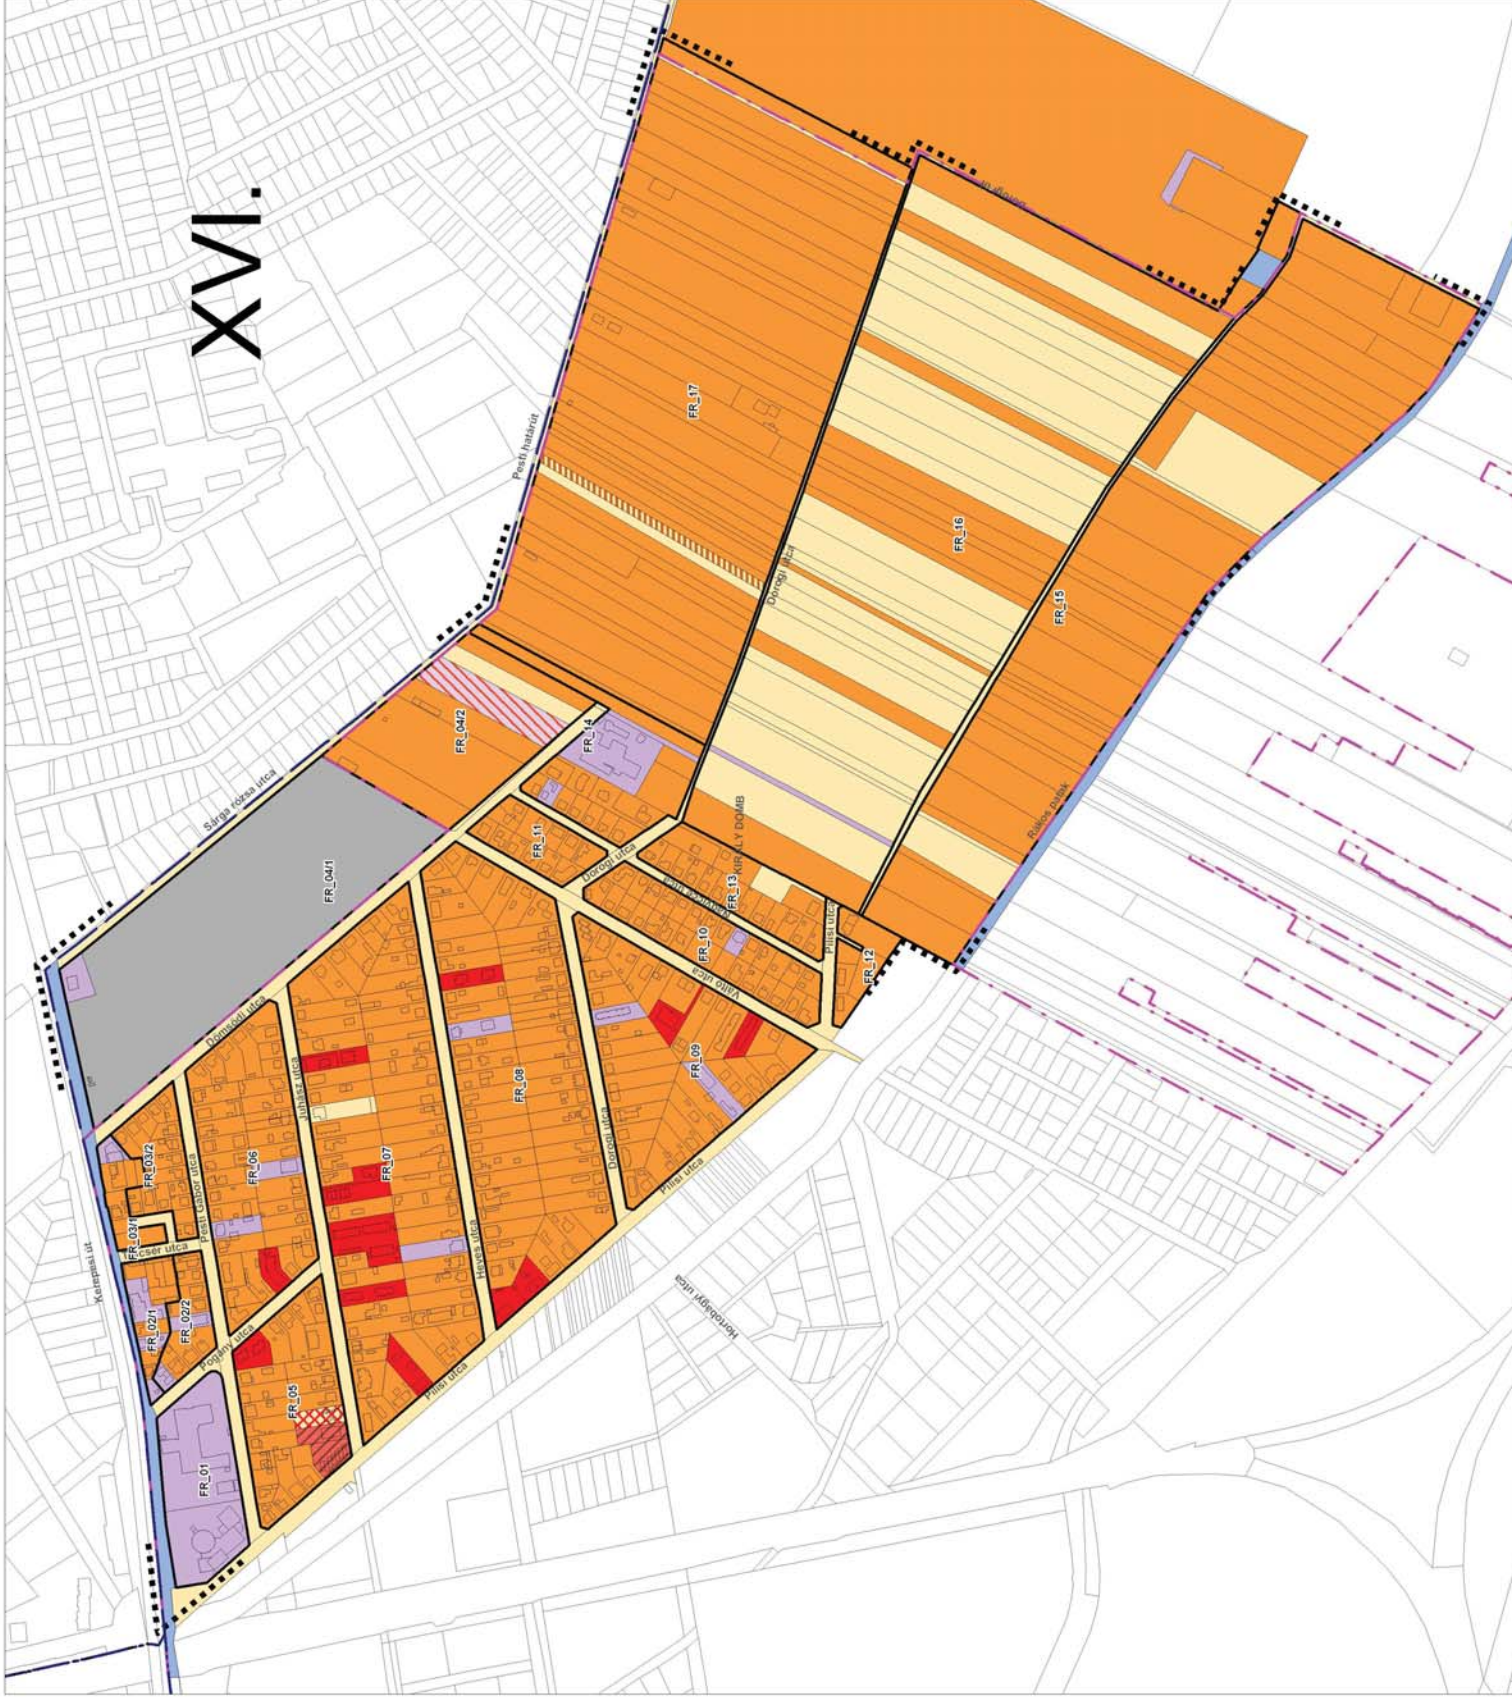 XVI.
Kerepesi út
Sárga rózsa utca
Pesti határút
FR_17
FR_04/2
FR_04/1
FR_14
Dorogi utca
FR_16
FR_15
Rákos patak
KIRÁLY DOMB
FR_11
Dorogi utca
FR_13
FR_10
Váltó utca
Pilisi utca
FR_12
Dömsödi utca
FR_03/2
FR_03/1
Pesti Gábor utca
FR_06
Juhász utca
FR_07
FR_08
FR_09
Dorogi utca
Pilisi utca
Heves utca
FR_02/1
FR_02/2
Pogány utca
FR_05
FR_01
Pilisi utca
Hortobágyi utca